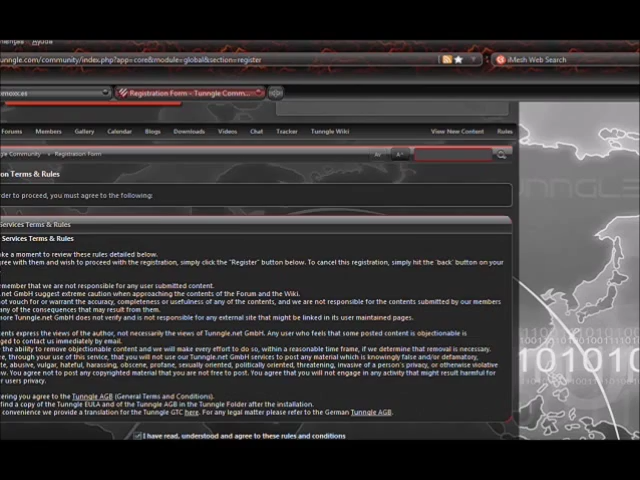 Ayuda
unngle.com/community/index.php?app=core&module=global&section=register
iMesh Web Search
Registration Form - Tunngle Comm...
Forums Members Gallery Calendar Blogs Downloads Videos Chat Tracker Tunngle Wiki View New Content Rules
gle Community » Registration Form
on Terms & Rules
rder to proceed, you must agree to the following:
Services Terms & Rules
Services Terms & Rules
ke a moment to review these rules detailed below.
gree with them and wish to proceed with the registration, simply click the "Register" button below. To cancel this registration, simply hit the 'back' button on your
member that we are not responsible for any user submitted content.
.net GmbH suggest extreme caution when approaching the contents of the Forum and the Wiki.
not vouch for or warrant the accuracy, completeness or usefulness of any of the contents, and we are not responsible for the contents submitted by our members
any of the consequences that may result from them.
more Tunngle.net GmbH does not verify and is not responsible for any external site that might be linked in its user maintained pages.
ents express the views of the author, not necessarily the views of Tunngle.net GmbH. Any user who feels that some posted content is objectionable is
ged to contact us immediately by email.
the ability to remove objectionable content and we will make every effort to do so, within a reasonable time frame, if we determine that removal is necessary.
e, through your use of this service, that you will not use our Tunngle.net GmbH services to post any material which is knowingly false and/or defamatory,
te, abusive, vulgar, hateful, harassing, obscene, profane, sexually oriented, politically oriented, threatening, invasive of a person's privacy, or otherwise violative
w. You agree not to post any copyrighted material that you are not free to post. You agree that you will not engage in any activity that might result harmful for
r users privacy.
tering you agree to the Tunngle AGB (General Terms and Conditions).
find a copy of the Tunngle EULA and of the Tunngle AGB in the Tunngle Folder after the installation.
convenience we provide a translation for the Tunngle GTC here. For any legal matter please refer to the German Tunngle AGB.
I have read, understood and agree to these rules and conditions